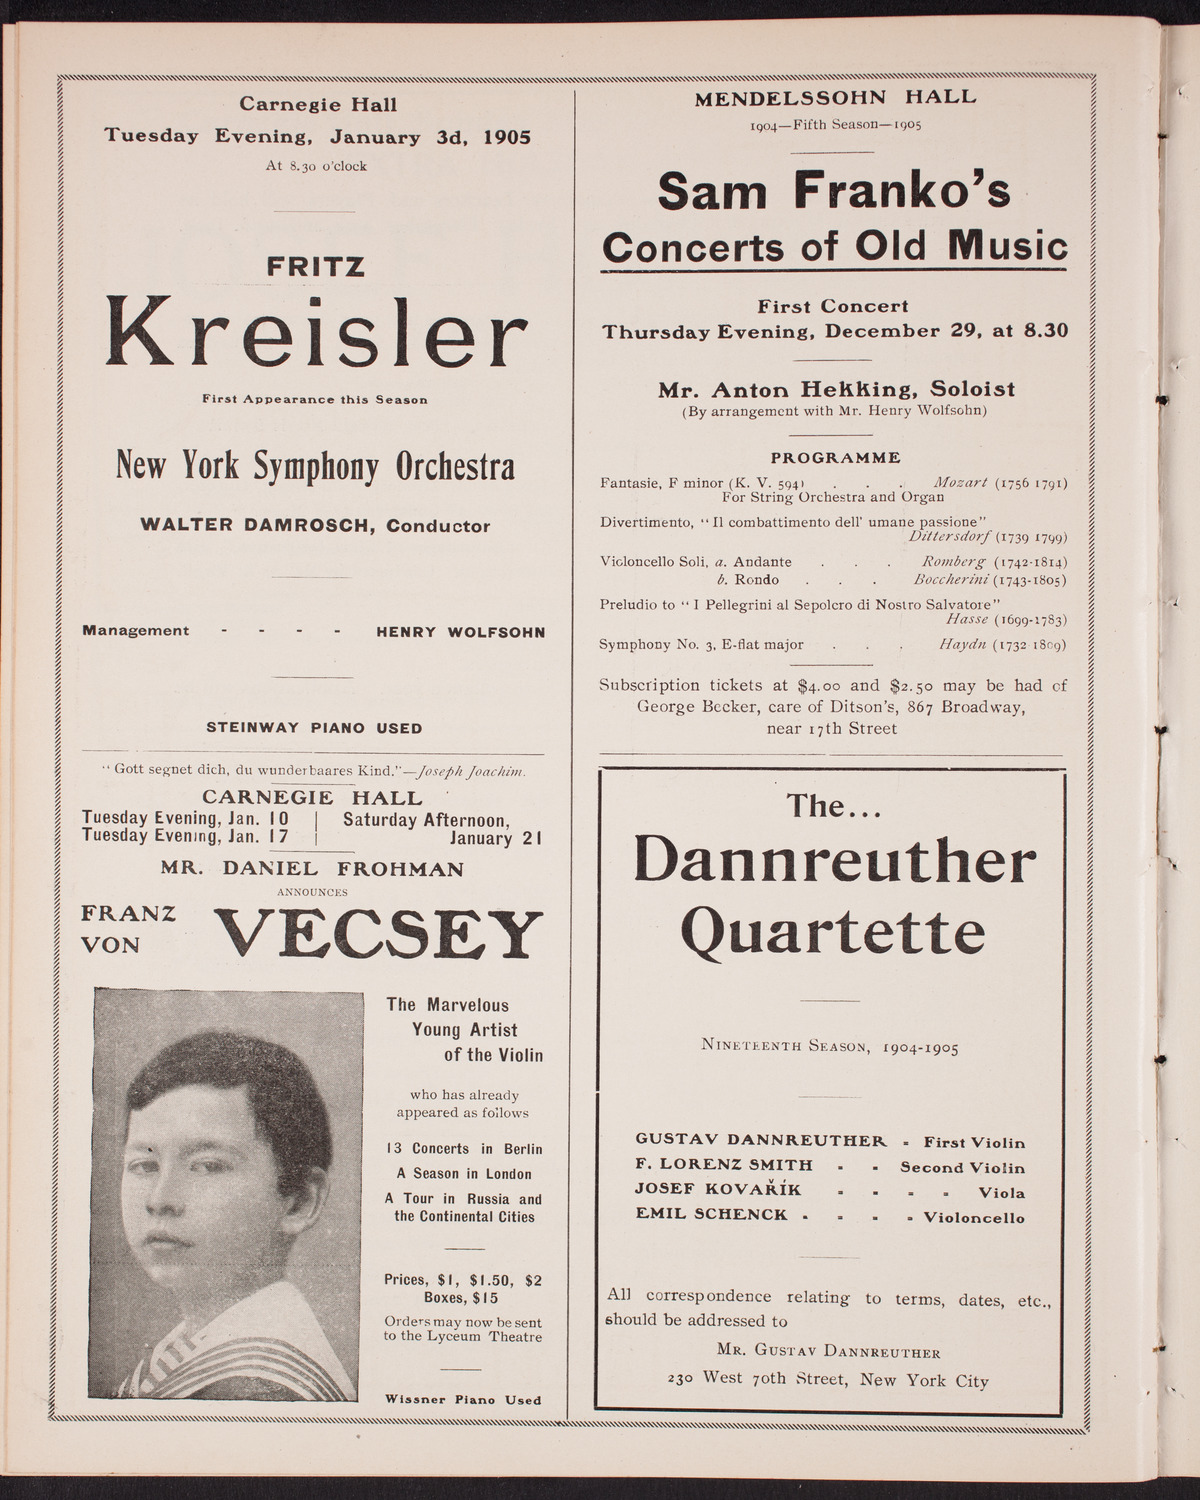 Carnegie Hall
Tuesday Evening, January 3d, 1905
At 8.30 o'clock
FRITZ
Kreisler
First Appearance this Season
New York Symphony Orchestra
WALTER DAMROSCH, Conductor
Management - - - - HENRY WOLFSOHN
STEINWAY PIANO USED
"Gott segnet dich, du wunderbaares Kind."—Joseph Joachim.
CARNEGIE HALL
Tuesday Evening, Jan. 10 | Saturday Afternoon,
Tuesday Evening, Jan. 17 | January 21
MR. DANIEL FROHMAN
ANNOUNCES
FRANZ
VON VECSEY
The Marvelous
Young Artist
of the Violin
who has already
appeared as follows
13 Concerts in Berlin
A Season in London
A Tour in Russia and
the Continental Cities
Prices, $1, $1.50, $2
Boxes, $15
Orders may now be sent
to the Lyceum Theatre
Wissner Piano Used
MENDELSSOHN HALL
1904—Fifth Season—1905
Sam Franko's
Concerts of Old Music
First Concert
Thursday Evening, December 29, at 8.30
Mr. Anton Hekking, Soloist
(By arrangement with Mr. Henry Wolfsohn)
PROGRAMME
Fantasie, F minor (K. V. 594) . . . Mozart (1756 1791)
For String Orchestra and Organ
Divertimento, "Il combattimento dell' umane passione"
Dittersdorf (1739 1799)
Violoncello Soli, a. Andante . . . Romberg (1742-1814)
b. Rondo . . . Boccherini (1743-1805)
Preludio to "I Pellegrini al Sepolcro di Nostro Salvatore"
Hasse (1699-1783)
Symphony No. 3, E-flat major . . . Haydn (1732 1809)
Subscription tickets at $4.00 and $2.50 may be had of
George Becker, care of Ditson's, 867 Broadway,
near 17th Street
The...
Dannreuther
Quartette
NINETEENTH SEASON, 1904-1905
GUSTAV DANNREUTHER - First Violin
F. LORENZ SMITH - - Second Violin
JOSEF KOVAŘÍK - - - - Viola
EMIL SCHENCK - - - - Violoncello
All correspondence relating to terms, dates, etc.,
should be addressed to
MR. GUSTAV DANNREUTHER
230 West 70th Street, New York City